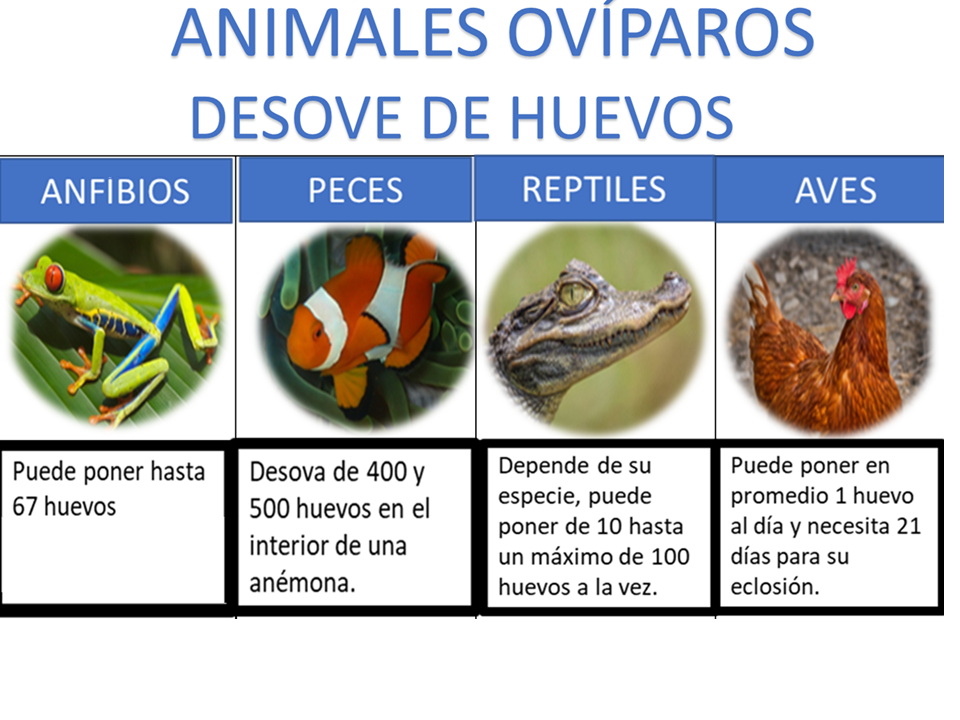 ANIMALES OVÍPAROS
DESOVE DE HUEVOS
ANFIBIOS
PECES
REPTILES
AVES
Puede poner hasta
67 huevos
Desova de 400 y
500 huevos en el
interior de una
anémona.
Depende de su
especie, puede
poner de 10 hasta
un máximo de 100
huevos a la vez.
Puede poner en
promedio 1 huevo
al día y necesita 21
días para su
eclosión.